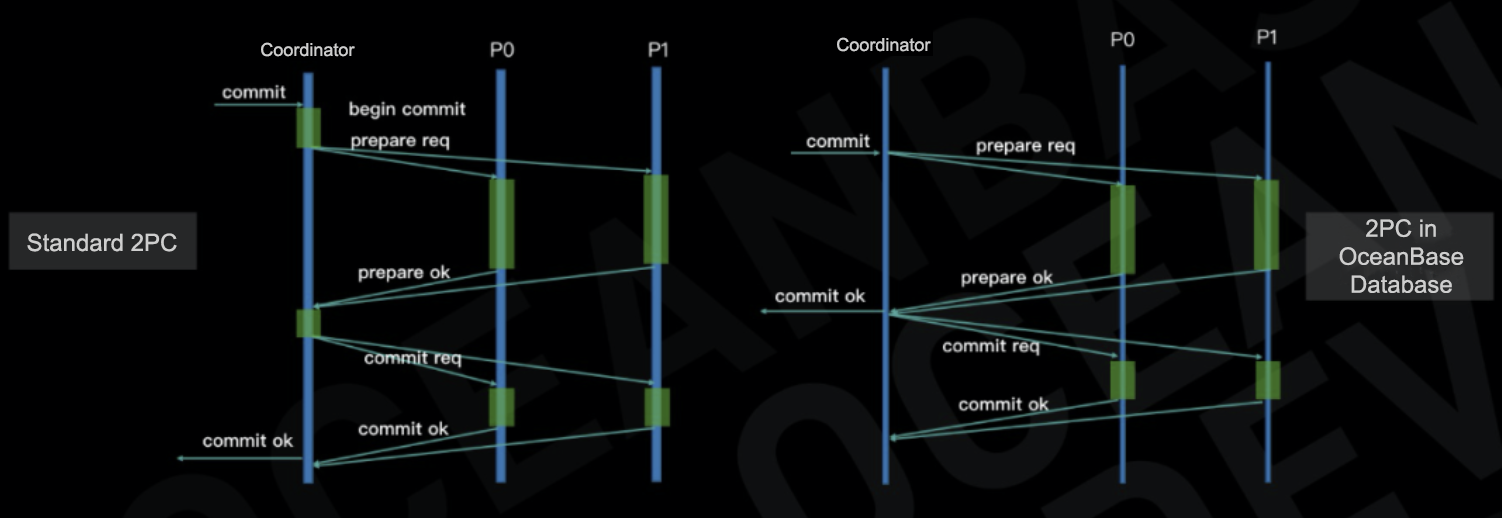 Coordinator
P0
P1
commit
begin commit
prepare req
Standard 2PC
prepare ok
commit req
commit ok
commit ok
Coordinator
P0
P1
commit
prepare req
prepare ok
commit ok
commit req
commit ok
2PC in
OceanBase
Database